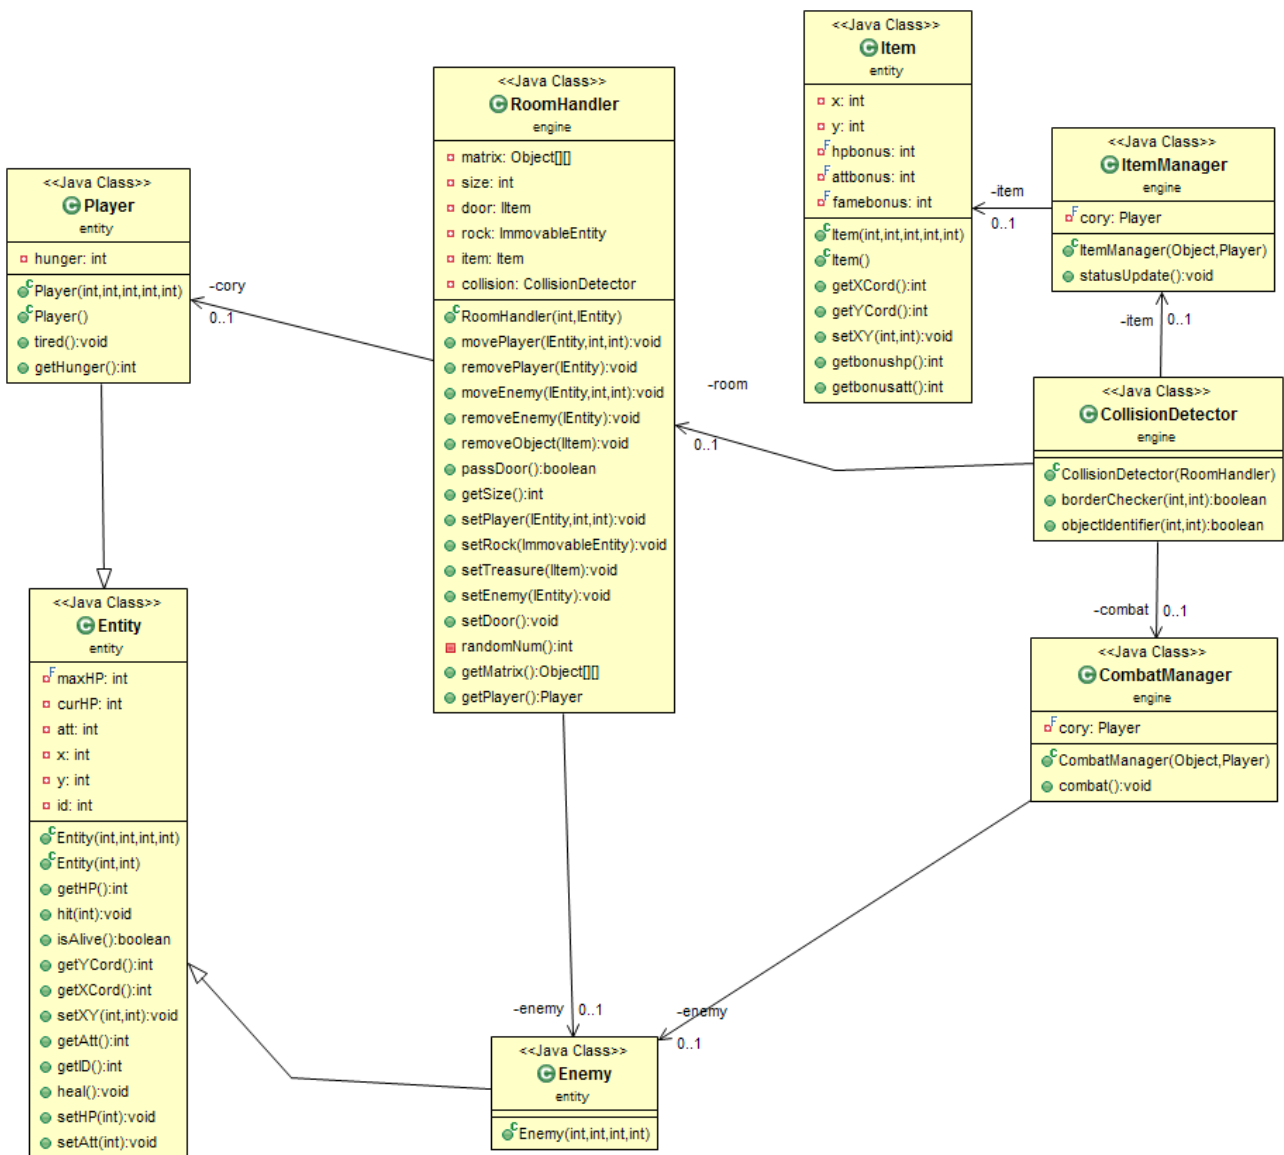 <<Java Class>>
Player
entity
hunger: int
Player(int,int,int,int,int)
Player()
tired():void
getHunger():int
-cory
0..1
<<Java Class>>
RoomHandler
engine
matrix: Object[][]
size: int
door: IItem
rock: ImmovableEntity
item: Item
collision: CollisionDetector
RoomHandler(int,IEntity)
movePlayer(IEntity,int,int):void
removePlayer(IEntity):void
moveEnemy(IEntity,int,int):void
removeEnemy(IEntity):void
removeObject(IItem):void
passDoor():boolean
getSize():int
setPlayer(IEntity,int,int):void
setRock(ImmovableEntity):void
setTreasure(IItem):void
setEnemy(IEntity):void
setDoor():void
randomNum():int
getMatrix():Object[][]
getPlayer():Player
-room
0..1
<<Java Class>>
Item
entity
x: int
y: int
F hpbonus: int
F attbonus: int
F famebonus: int
Item(int,int,int,int,int)
Item()
getXCord():int
getYCord():int
setXY(int,int):void
getbonushp():int
getbonusatt():int
-item
0..1
<<Java Class>>
ItemManager
engine
F cory: Player
ItemManager(Object,Player)
statusUpdate():void
-item 0..1
<<Java Class>>
CollisionDetector
engine
CollisionDetector(RoomHandler)
borderChecker(int,int):boolean
objectIdentifier(int,int):boolean
-combat 0..1
<<Java Class>>
CombatManager
engine
F cory: Player
CombatManager(Object,Player)
combat():void
<<Java Class>>
Entity
entity
F maxHP: int
curHP: int
att: int
x: int
y: int
id: int
Entity(int,int,int,int)
Entity(int,int)
getHP():int
hit(int):void
isAlive():boolean
getYCord():int
getXCord():int
setXY(int,int):void
getAtt():int
getID():int
heal():void
setHP(int):void
setAtt(int):void
-enemy 0..1
-enemy
0..1
<<Java Class>>
Enemy
entity
Enemy(int,int,int,int)